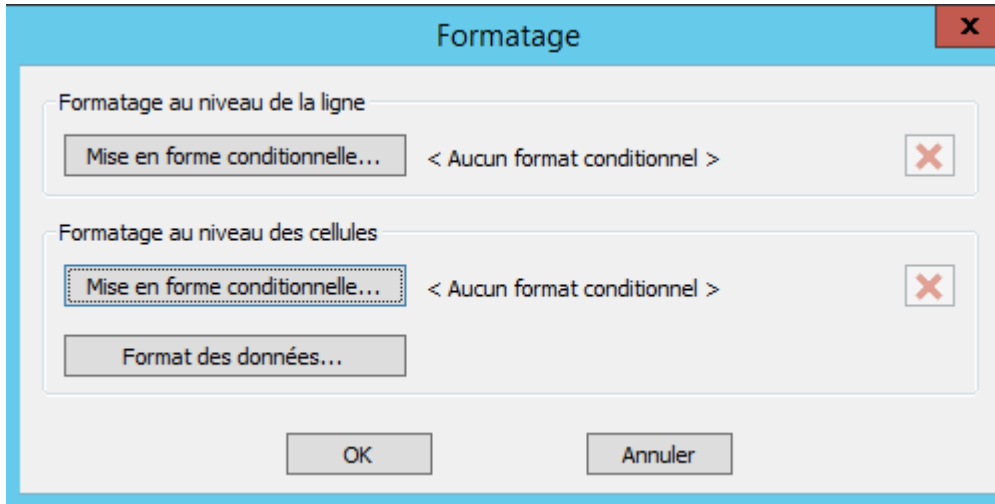 Formatage
x
Formatage au niveau de la ligne
Mise en forme conditionnelle...
< Aucun format conditionnel >
Formatage au niveau des cellules
Mise en forme conditionnelle...
< Aucun format conditionnel >
Format des données...
OK
Annuler